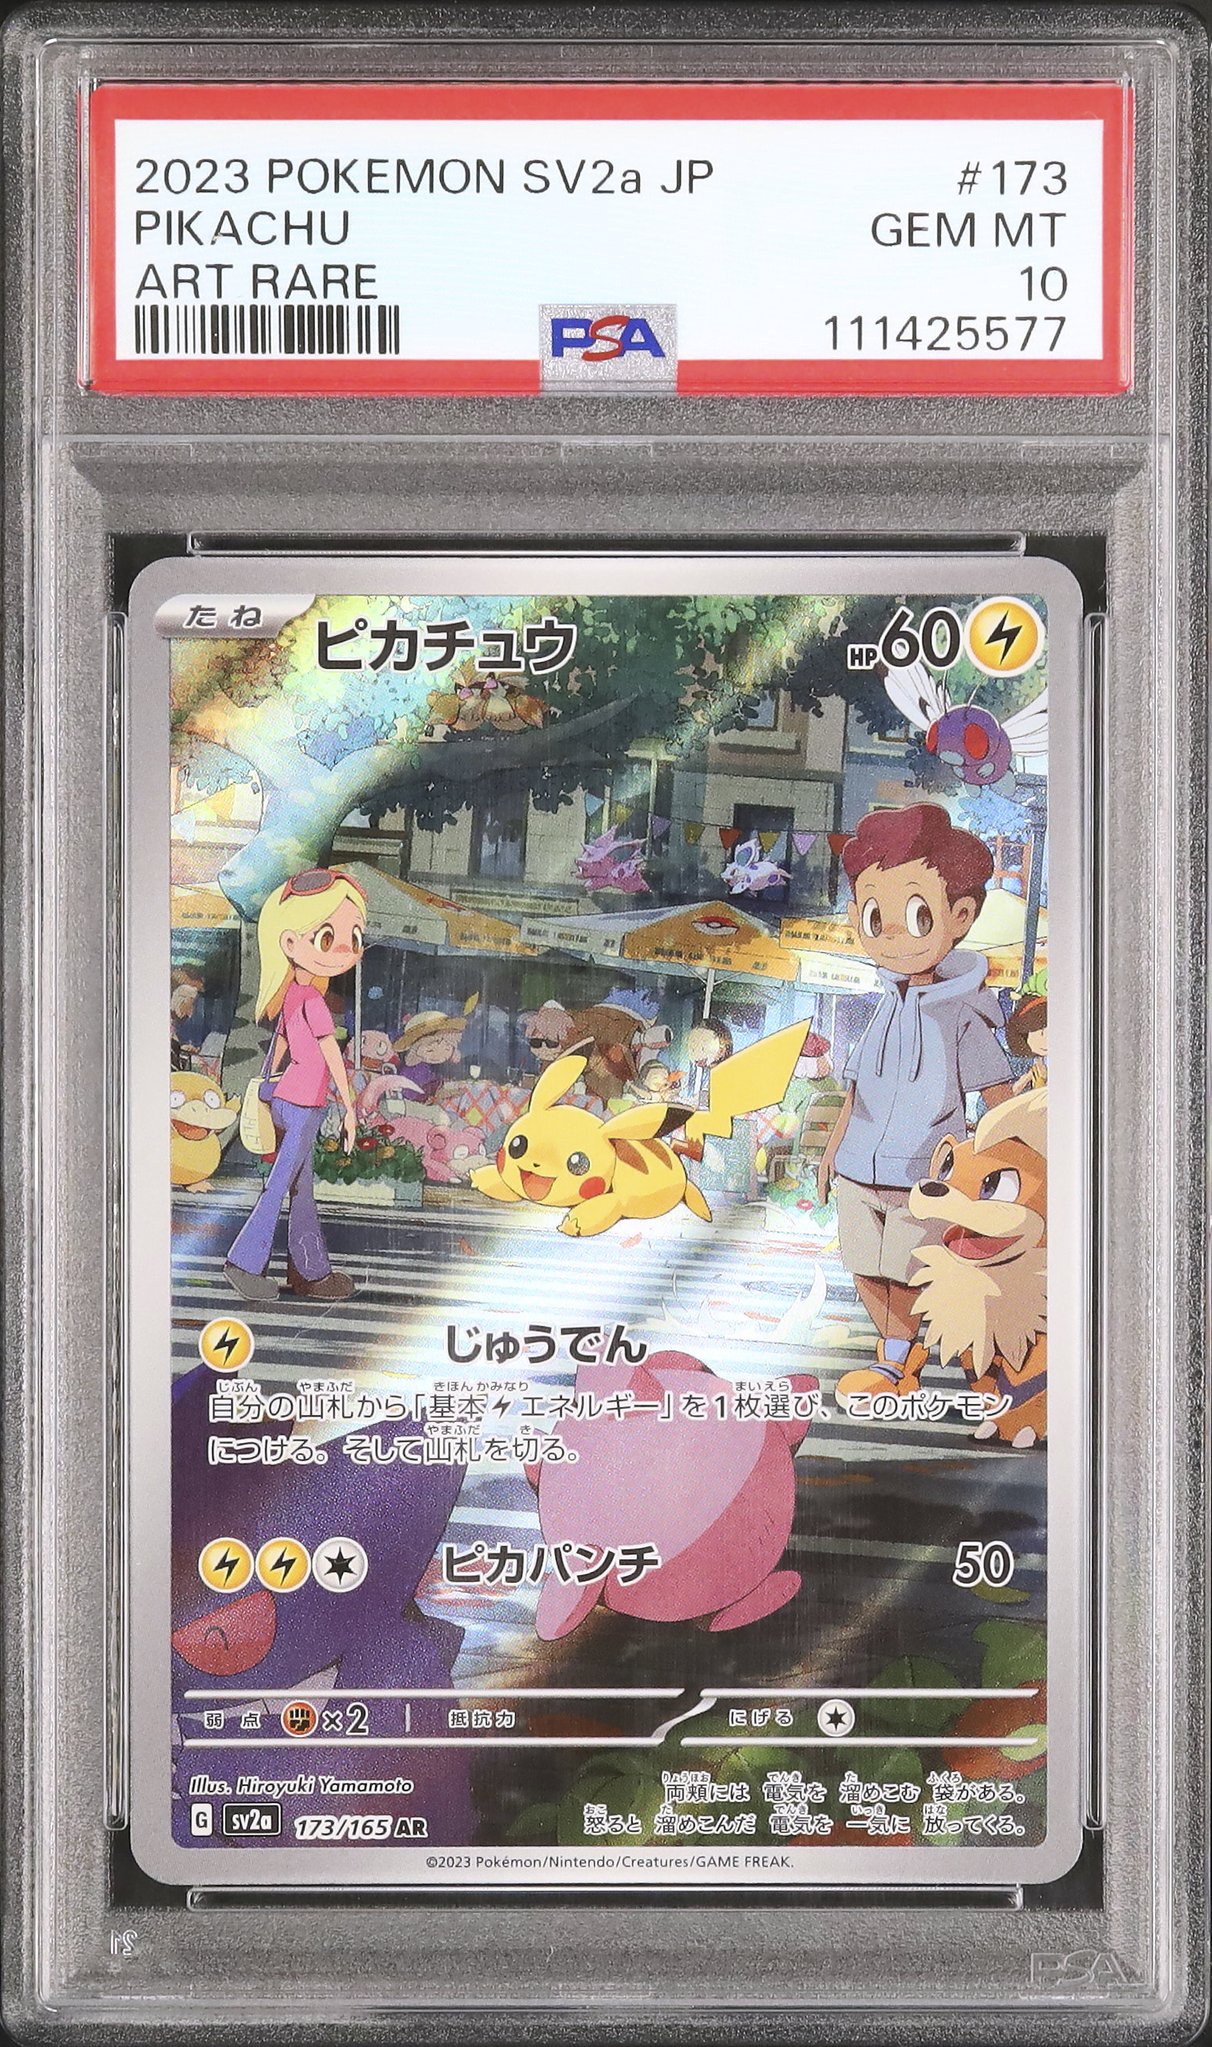 2023 POKEMON SV2a JP #173
PIKACHU GEM MT
ART RARE 10
PSA 111425577
たね ピカチュウ HP60
じゅうでん
自分の山札から「基本エネルギー」を1枚選び、このポケモン
につける。そして山札を切る。
ピカパンチ 50
弱点 ×2 抵抗力 にげる
Illus. Hiroyuki Yamamoto
両頬には 電気を 溜めこむ 袋がある。
怒ると 溜めこんだ 電気を 一気に 放ってくる。
G sv2a 173/165 AR
©2023 Pokémon/Nintendo/Creatures/GAME FREAK.
PSA